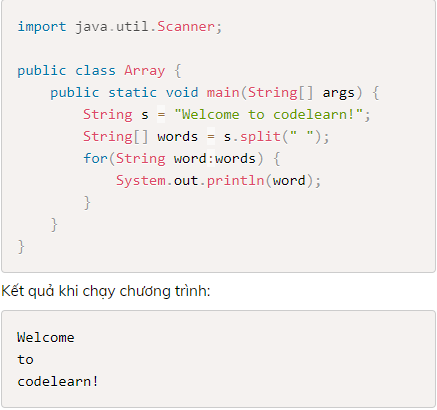 import java.util.Scanner;

public class Array {
    public static void main(String[] args) {
        String s = "Welcome to codelearn!";
        String[] words = s.split(" ");
        for(String word:words) {
            System.out.println(word);
        }
    }
}
Kết quả khi chạy chương trình:
Welcome
to
codelearn!